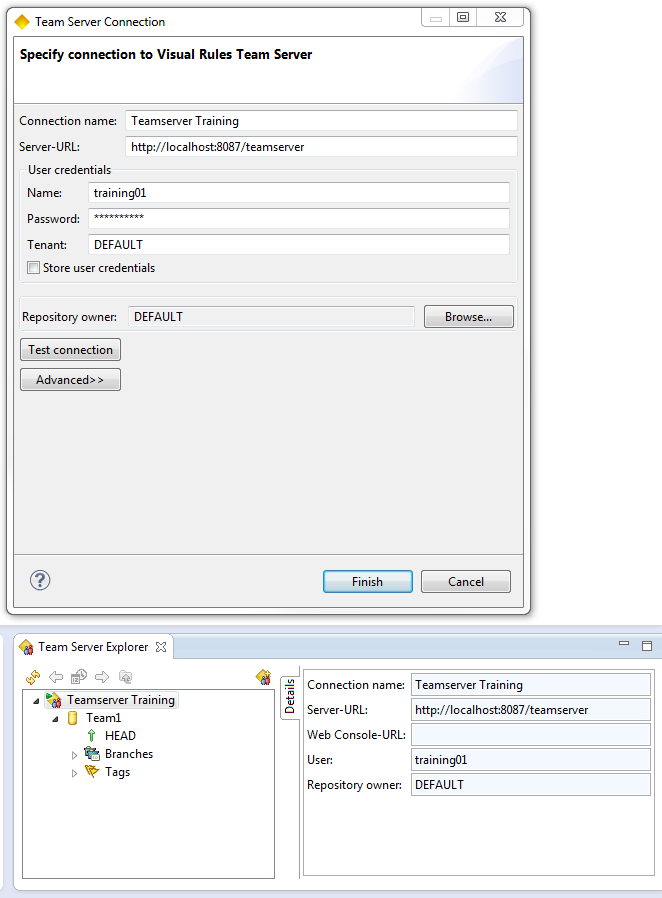 Team Server Connection
Specify connection to Visual Rules Team Server
Connection name: Teamserver Training
Server-URL: http://localhost:8087/teamserver
User credentials
Name: training01
Password: **********
Tenant: DEFAULT
Store user credentials
Repository owner: DEFAULT Browse...
Test connection
Advanced>>
? Finish Cancel
Team Server Explorer
Details
Teamserver Training
Team1
HEAD
Branches
Tags
Connection name: Teamserver Training
Server-URL: http://localhost:8087/teamserver
Web Console-URL:
User: training01
Repository owner: DEFAULT